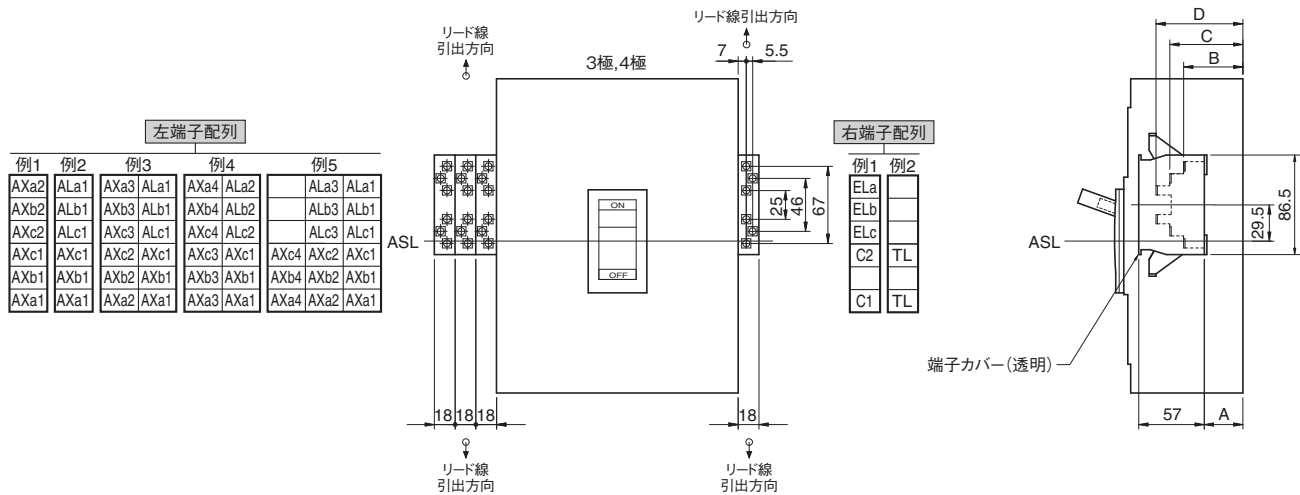 左端子配列
例1 例2 例3 例4 例5
AXa2 ALa1 AXa3 ALa1 AXa4 ALa2 ALa3 ALa1
AXb2 ALb1 AXb3 ALb1 AXb4 ALb2 ALb3 ALb1
AXc2 ALc1 AXc3 ALc1 AXc4 ALc2 ALc3 ALc1
AXc1 AXc1 AXc2 AXc1 AXc3 AXc1 AXc4 AXc2 AXc1
AXb1 AXb1 AXb2 AXb1 AXb3 AXb1 AXb4 AXb2 AXb1
AXa1 AXa1 AXa2 AXa1 AXa3 AXa1 AXa4 AXa2 AXa1
リード線
引出方向
リード線引出方向
3極,4極
7 5.5
ON
OFF
ASL
25 46 67
18 18 18
18
リード線
引出方向
リード線
引出方向
右端子配列
例1 例2
ELa
ELb
ELc
C2 TL
C1 TL
D
C
B
ASL
29.5
86.5
端子カバー(透明)
57 A